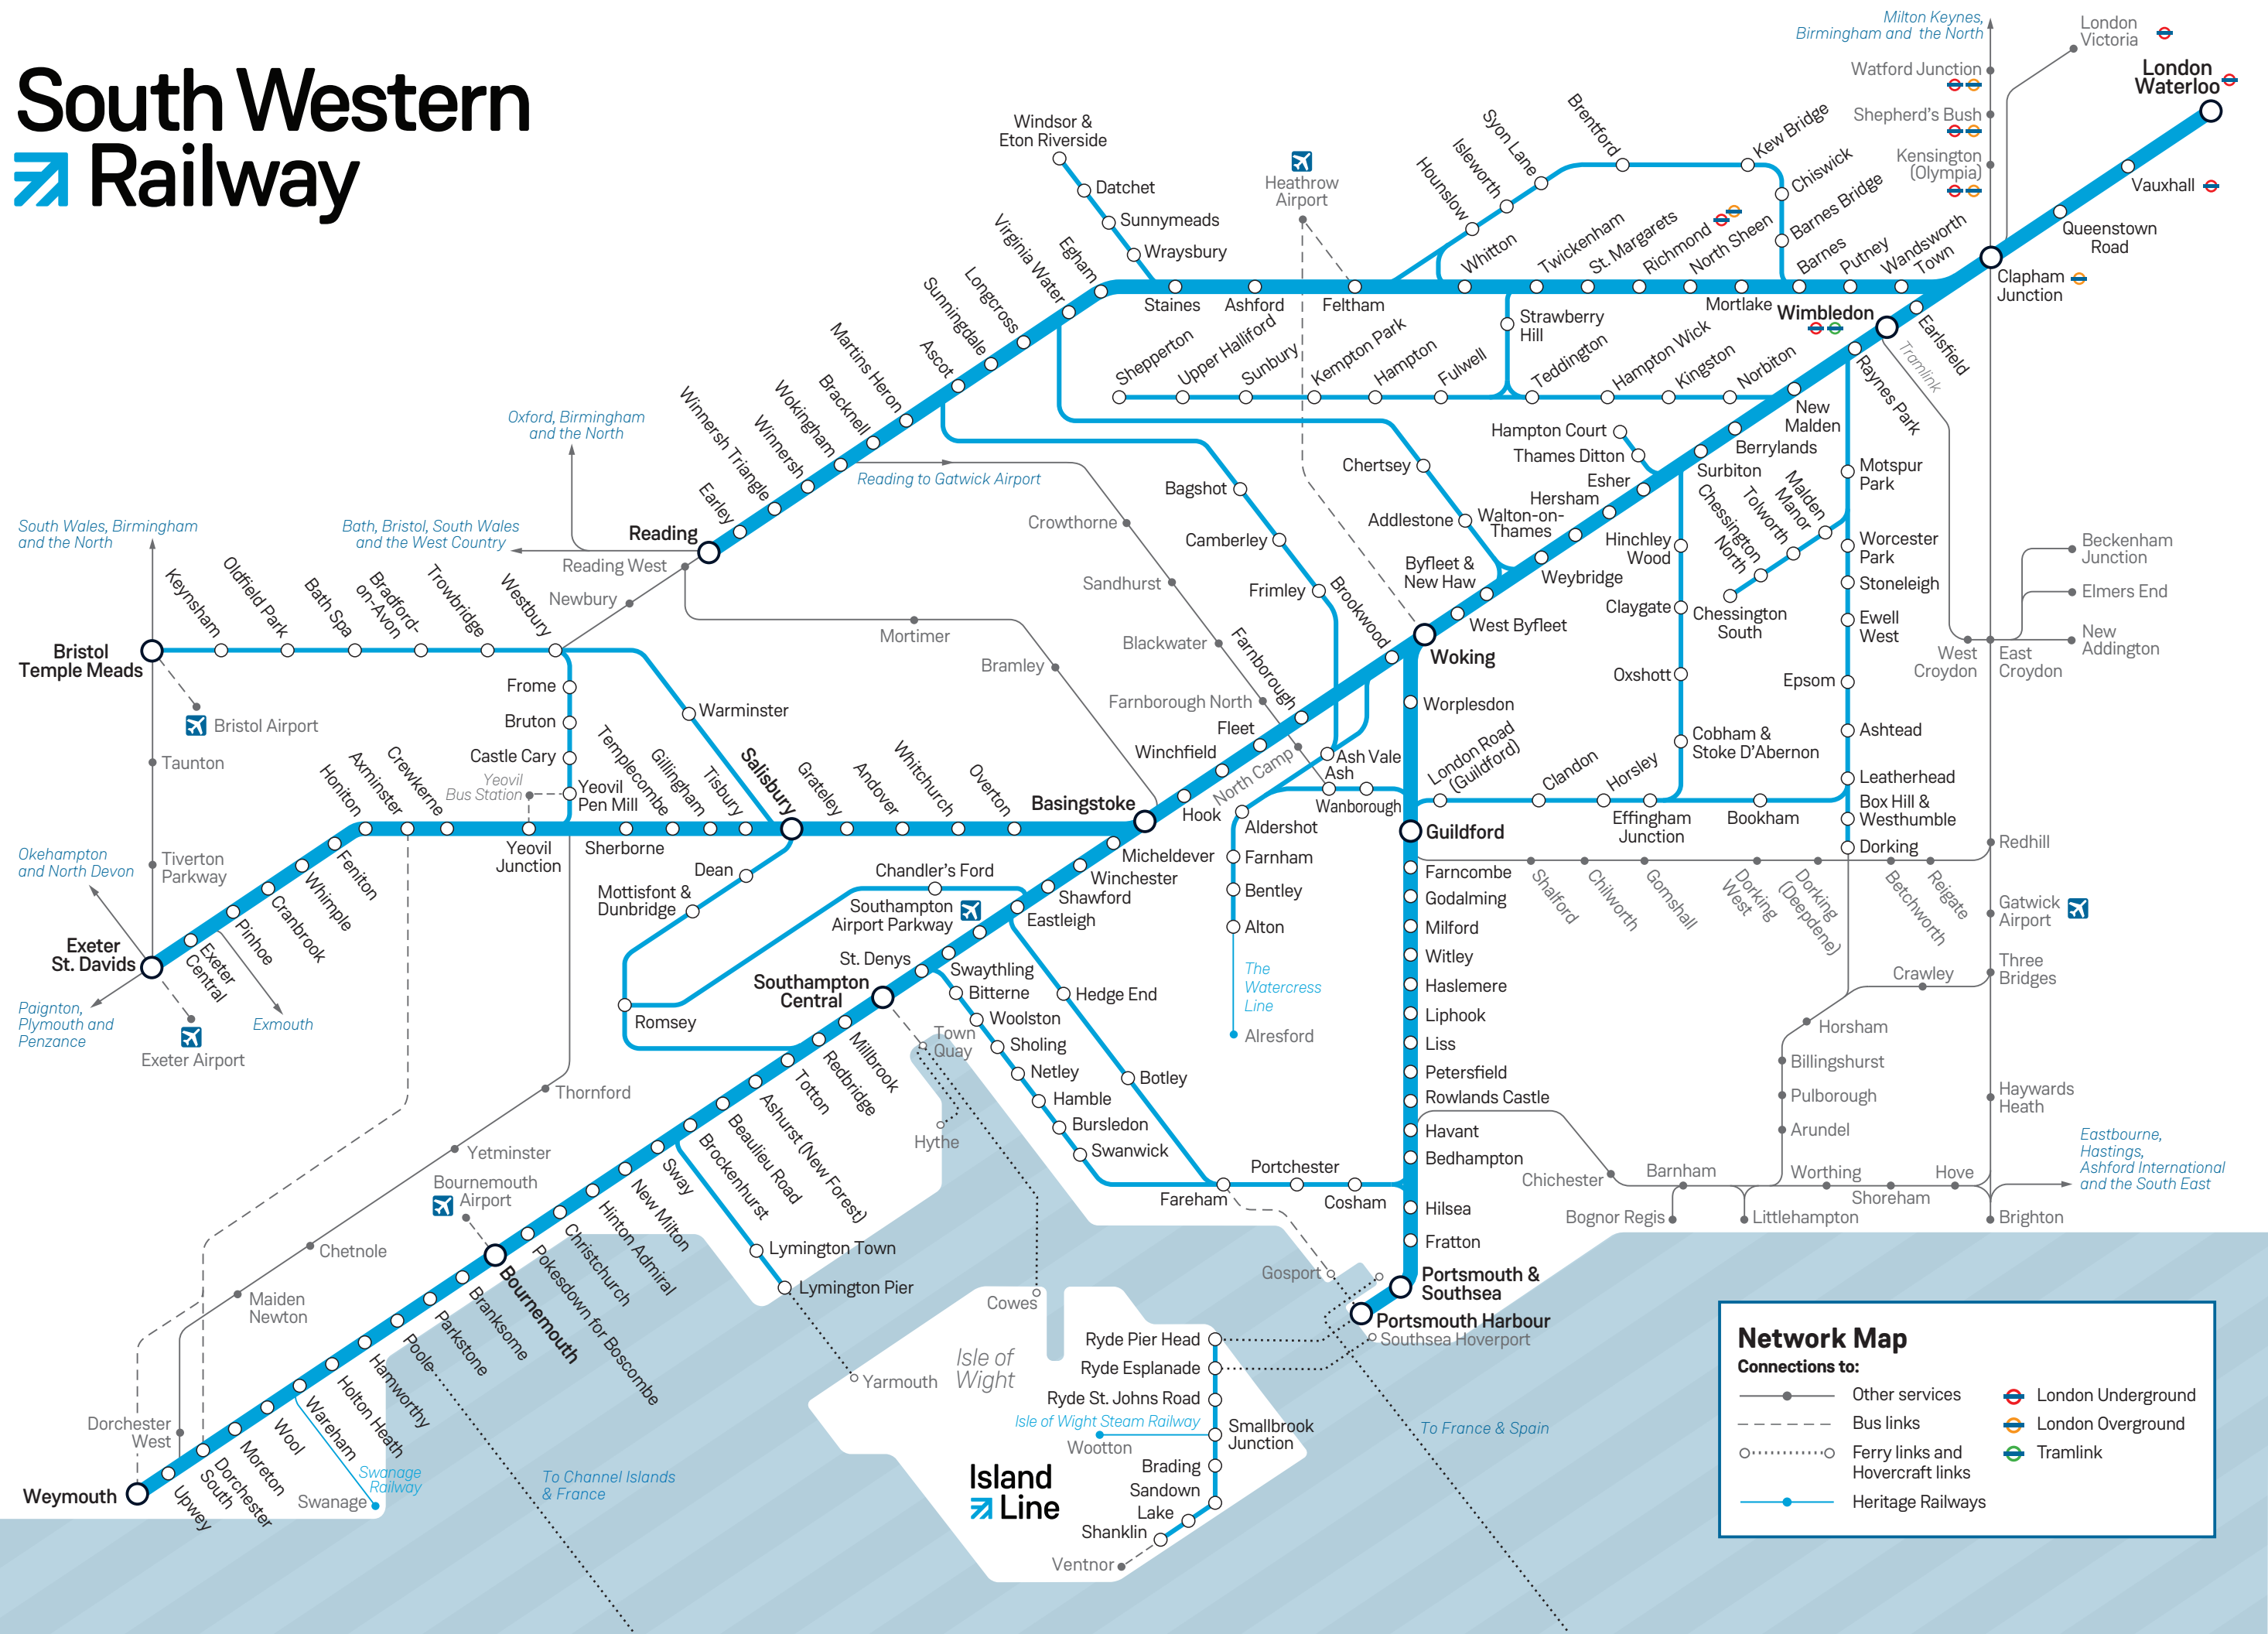 South Western
Railway
Milton Keynes,
Birmingham and the North
London
Victoria
Watford Junction
London
Waterloo
Shepherd's Bush
Kensington
(Olympia)
Vauxhall
Queenstown
Road
Clapham
Junction
Windsor &
Eton Riverside
Datchet
Sunnymeads
Wraysbury
Heathrow
Airport
Hounslow
Isleworth
Syon Lane
Brentford
Kew Bridge
Chiswick
Barnes Bridge
Virginia Water
Egham
Staines
Ashford
Feltham
Whitton
Twickenham
St. Margarets
Richmond
North Sheen
Mortlake
Barnes
Putney
Wandsworth
Town
Wimbledon
Earlsfield
Tramlink
Raynes Park
Strawberry
Hill
Shepperton
Upper Halliford
Sunbury
Kempton Park
Hampton
Fulwell
Teddington
Hampton Wick
Kingston
Norbiton
New
Malden
Berrylands
Surbiton
Hampton Court
Thames Ditton
Esher
Hersham
Walton-on-
Thames
Weybridge
Byfleet &
New Haw
West Byfleet
Woking
Longcross
Sunningdale
Ascot
Martins Heron
Bracknell
Wokingham
Winnersh
Winnersh Triangle
Earley
Reading
Oxford, Birmingham
and the North
Reading to Gatwick Airport
Bath, Bristol, South Wales
and the West Country
Reading West
Newbury
Mortimer
Bramley
Crowthorne
Sandhurst
Blackwater
Farnborough North
North Camp
Bagshot
Camberley
Frimley
Chertsey
Addlestone
Brookwood
Farnborough
Fleet
Winchfield
Hook
Basingstoke
Ash Vale
Ash
Wanborough
Aldershot
Farnham
Bentley
Alton
The
Watercress
Line
Alresford
Motspur
Park
Malden
Manor
Tolworth
Chessington
North
Chessington
South
Worcester
Park
Stoneleigh
Ewell
West
Epsom
Ashtead
Leatherhead
Box Hill &
Westhumble
Dorking
Hinchley
Wood
Claygate
Oxshott
Cobham &
Stoke D'Abernon
Worplesdon
London Road
(Guildford)
Clandon
Horsley
Effingham
Junction
Bookham
Guildford
Beckenham
Junction
Elmers End
New
Addington
West
Croydon
East
Croydon
Redhill
Gatwick
Airport
Three
Bridges
Crawley
Haywards
Heath
Shalford
Chilworth
Gomshall
Dorking
West
Dorking
(Deepdene)
Betchworth
Reigate
Horsham
Billingshurst
Pulborough
Arundel
Farncombe
Godalming
Milford
Witley
Haslemere
Liphook
Liss
Petersfield
Rowlands Castle
Havant
Bedhampton
Hilsea
Fratton
Portsmouth &
Southsea
Portsmouth Harbour
Southsea Hoverport
Chichester
Barnham
Bognor Regis
Littlehampton
Worthing
Shoreham
Hove
Brighton
Eastbourne,
Hastings,
Ashford International
and the South East
South Wales, Birmingham
and the North
Bristol
Temple Meads
Keynsham
Oldfield Park
Bath Spa
Bradford-
on-Avon
Trowbridge
Westbury
Bristol Airport
Taunton
Tiverton
Parkway
Okehampton
and North Devon
Exeter
St. Davids
Paignton,
Plymouth and
Penzance
Exeter Airport
Exmouth
Exeter
Central
Pinhoe
Cranbrook
Whimple
Feniton
Honiton
Axminster
Crewkerne
Yeovil
Junction
Yeovil
Bus Station
Yeovil
Pen Mill
Castle Cary
Bruton
Frome
Warminster
Sherborne
Templecombe
Gillingham
Tisbury
Salisbury
Grateley
Andover
Whitchurch
Overton
Dean
Mottisfont &
Dunbridge
Romsey
Chandler's Ford
Micheldever
Winchester
Shawford
Eastleigh
Southampton
Airport Parkway
Swaythling
St. Denys
Southampton
Central
Bitterne
Woolston
Sholing
Netley
Hamble
Bursledon
Swanwick
Hedge End
Botley
Fareham
Portchester
Cosham
Gosport
Town
Quay
Hythe
Millbrook
Redbridge
Totton
Ashurst (New Forest)
Beaulieu Road
Brockenhurst
Sway
New Milton
Hinton Admiral
Christchurch
Pokesdown for Boscombe
Bournemouth
Bournemouth
Airport
Branksome
Parkstone
Poole
Hamworthy
Holton Heath
Wareham
Wool
Moreton
Dorchester
South
Upwey
Weymouth
Swanage
Railway
Swanage
Thornford
Yetminster
Chetnole
Maiden
Newton
Dorchester
West
Lymington Town
Lymington Pier
Yarmouth
Cowes
Isle of
Wight
Ryde Pier Head
Ryde Esplanade
Ryde St. Johns Road
Isle of Wight Steam Railway
Wootton
Smallbrook
Junction
Brading
Sandown
Lake
Shanklin
Ventnor
Island
Line
To Channel Islands
& France
To France & Spain
Network Map
Connections to:
Other services
Bus links
Ferry links and
Hovercraft links
Heritage Railways
London Underground
London Overground
Tramlink